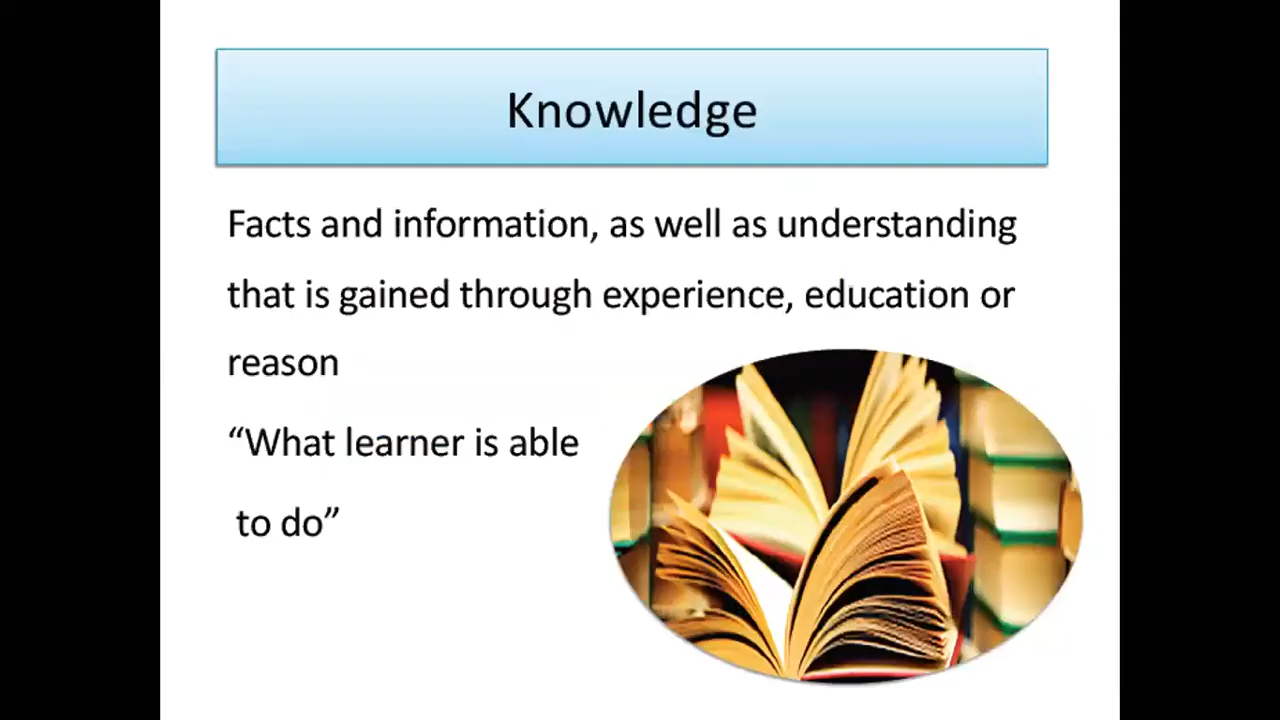 Knowledge
Facts and information, as well as understanding
that is gained through experience, education or
reason
“What learner is able
to do”